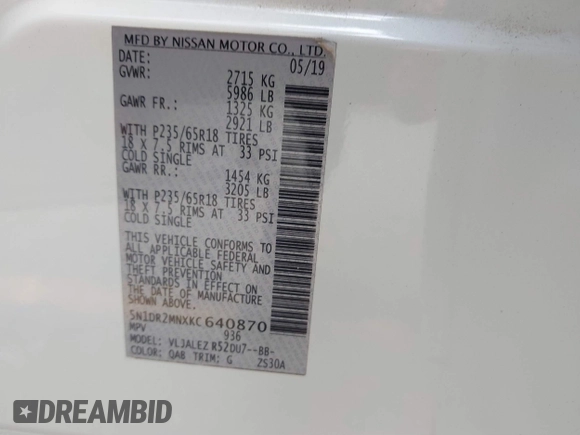 MFD BY NISSAN MOTOR CO., LTD
DATE: 05/19
GVWR: 2715 KG
5986 LB
GAWR FR.: 1325 KG
2921 LB
WITH P235/65R18 TIRES
18 X 7.5 RIMS AT 33 PSI
COLD SINGLE
GAWR RR.: 1454 KG
3205 LB
WITH P235/65R18 TIRES
18 X 7.5 RIMS AT 33 PSI
COLD SINGLE
THIS VEHICLE CONFORMS TO
ALL APPLICABLE FEDERAL
MOTOR VEHICLE SAFETY AND
THEFT PREVENTION
STANDARDS IN EFFECT ON
THE DATE OF MANUFACTURE
SHOWN ABOVE.
5N1DR2MNXKC640870
MPV 936
MODEL: VLJALEZ R52DU7--BB-
COLOR: QAB TRIM: G ZS30A
DREAMBID
DREAMBID.COM